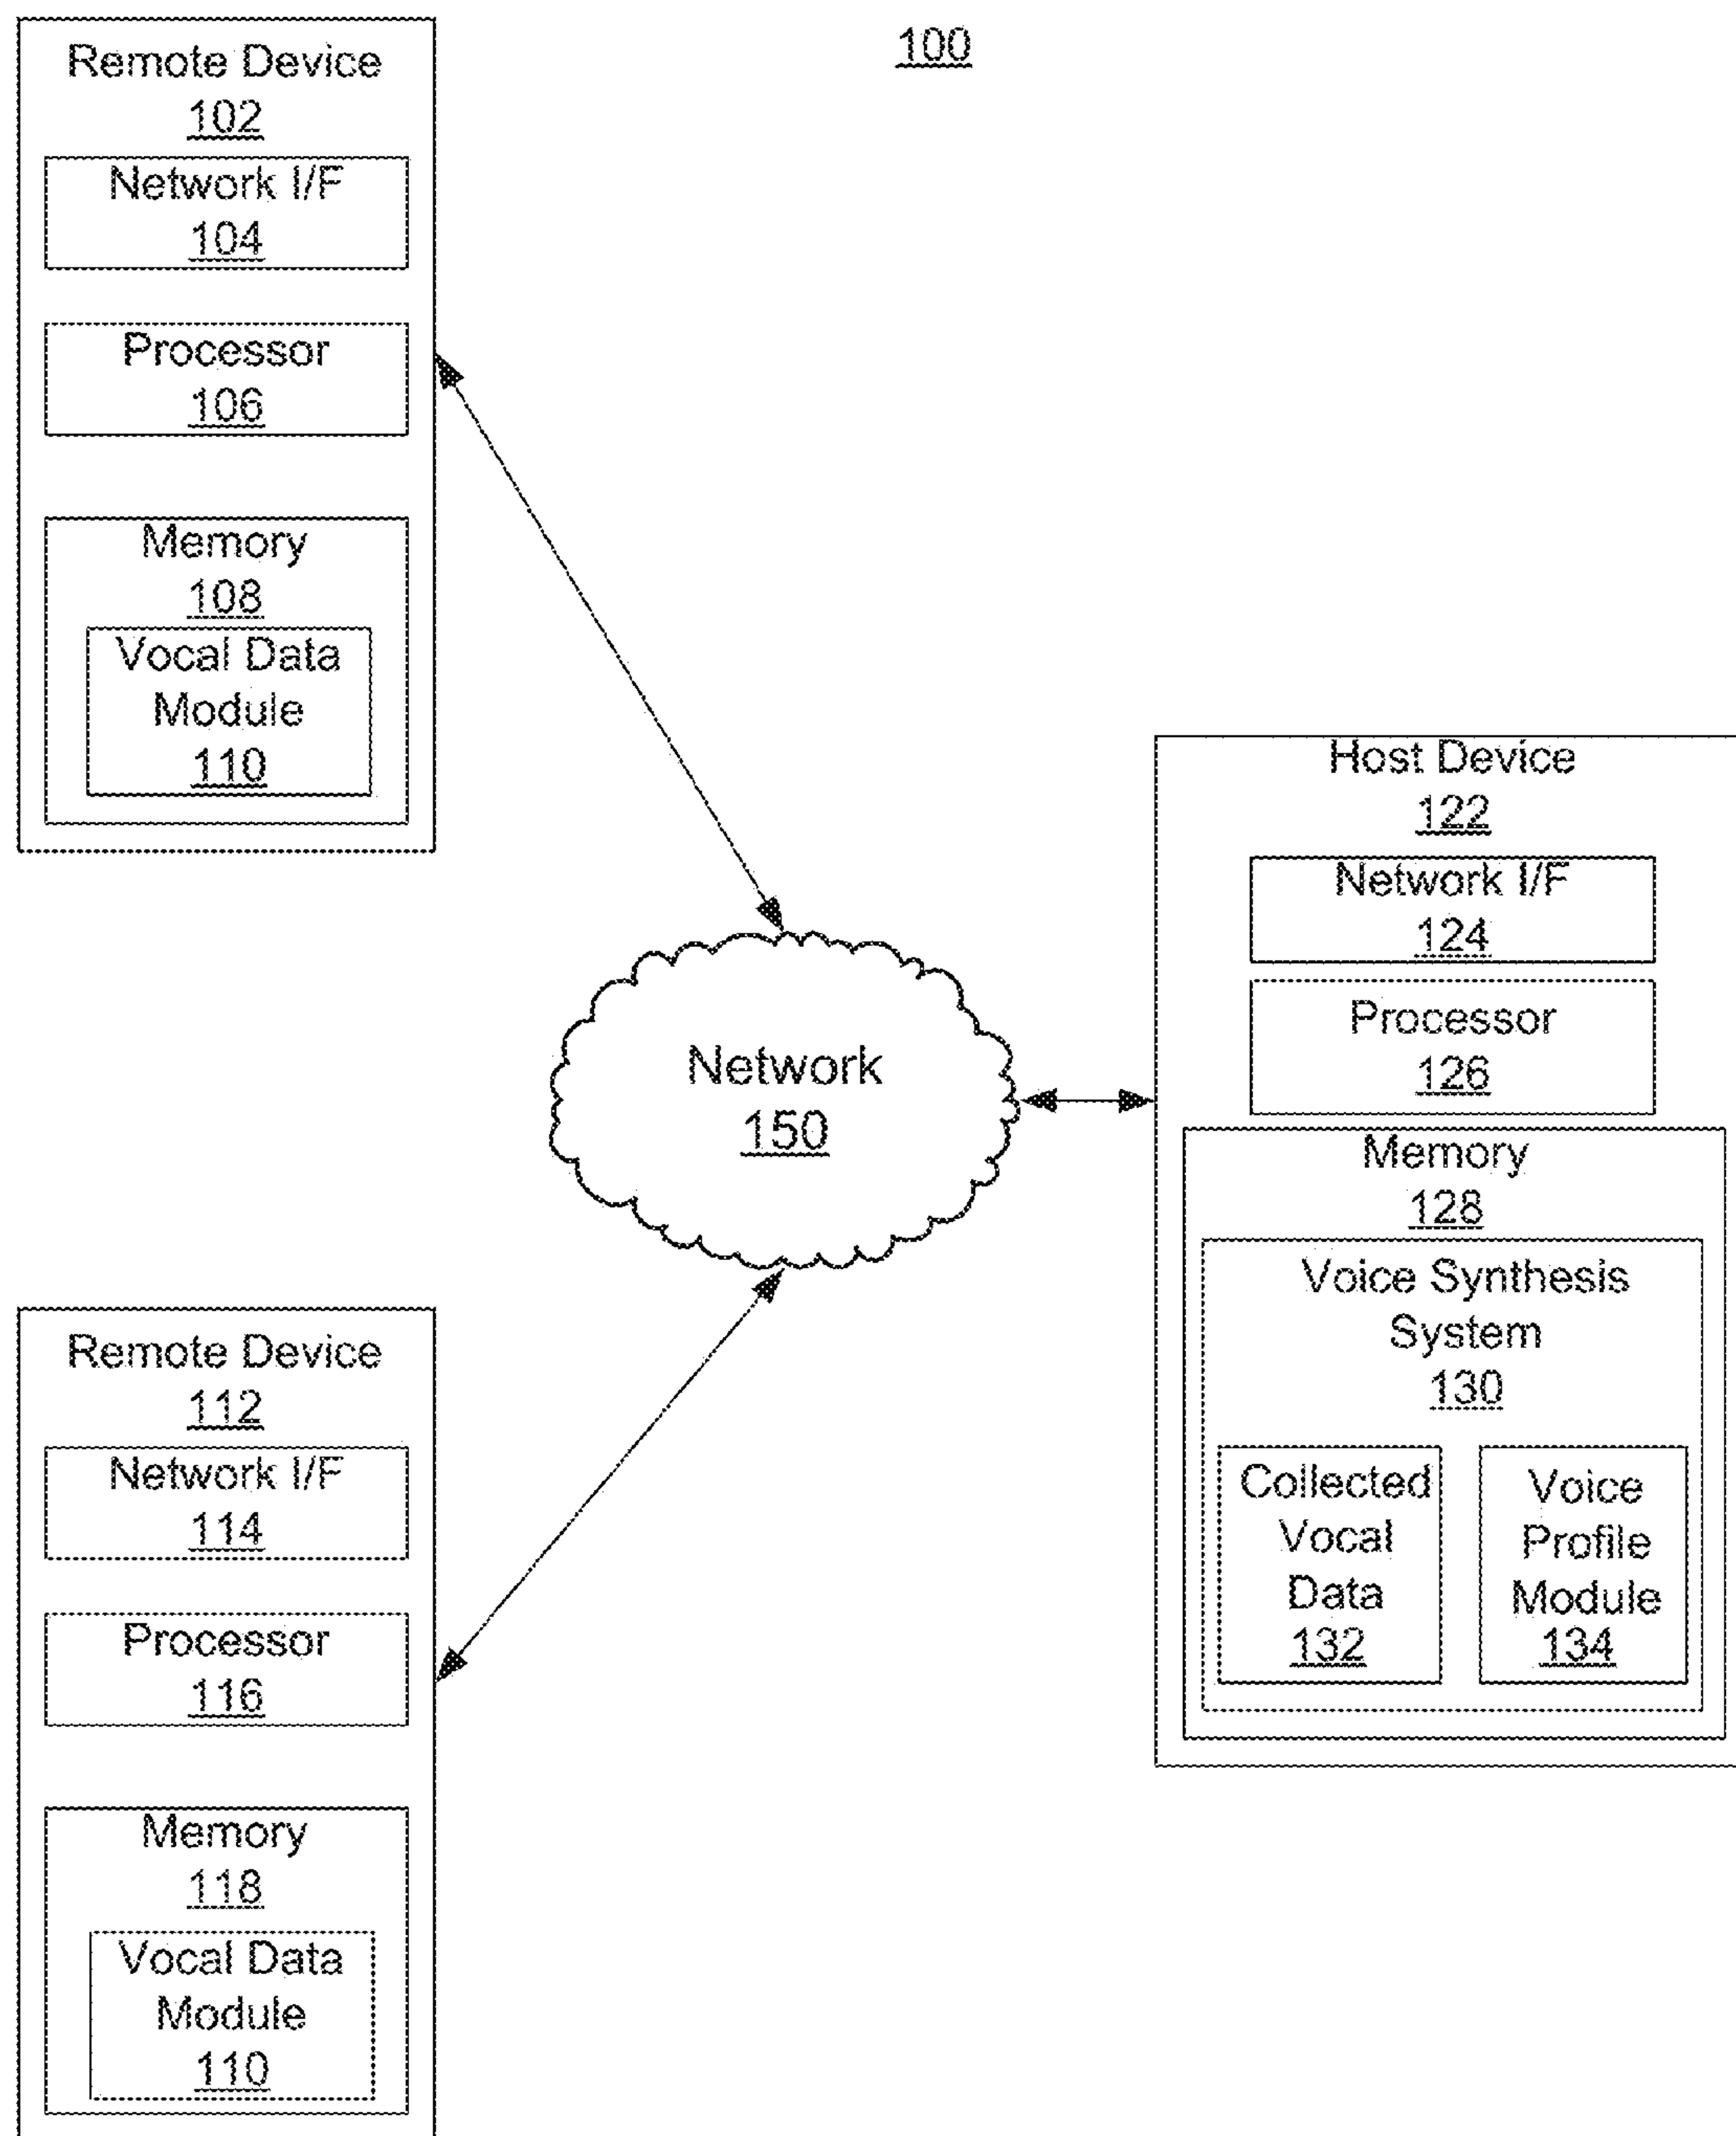 100
Remote Device
102
Network I/F
104
Processor
106
Memory
108
Vocal Data
Module
110
Network
150
Host Device
122
Network I/F
124
Processor
126
Memory
128
Voice Synthesis
System
130
Collected
Vocal
Data
132
Voice
Profile
Module
134
Remote Device
112
Network I/F
114
Processor
116
Memory
118
Vocal Data
Module
110